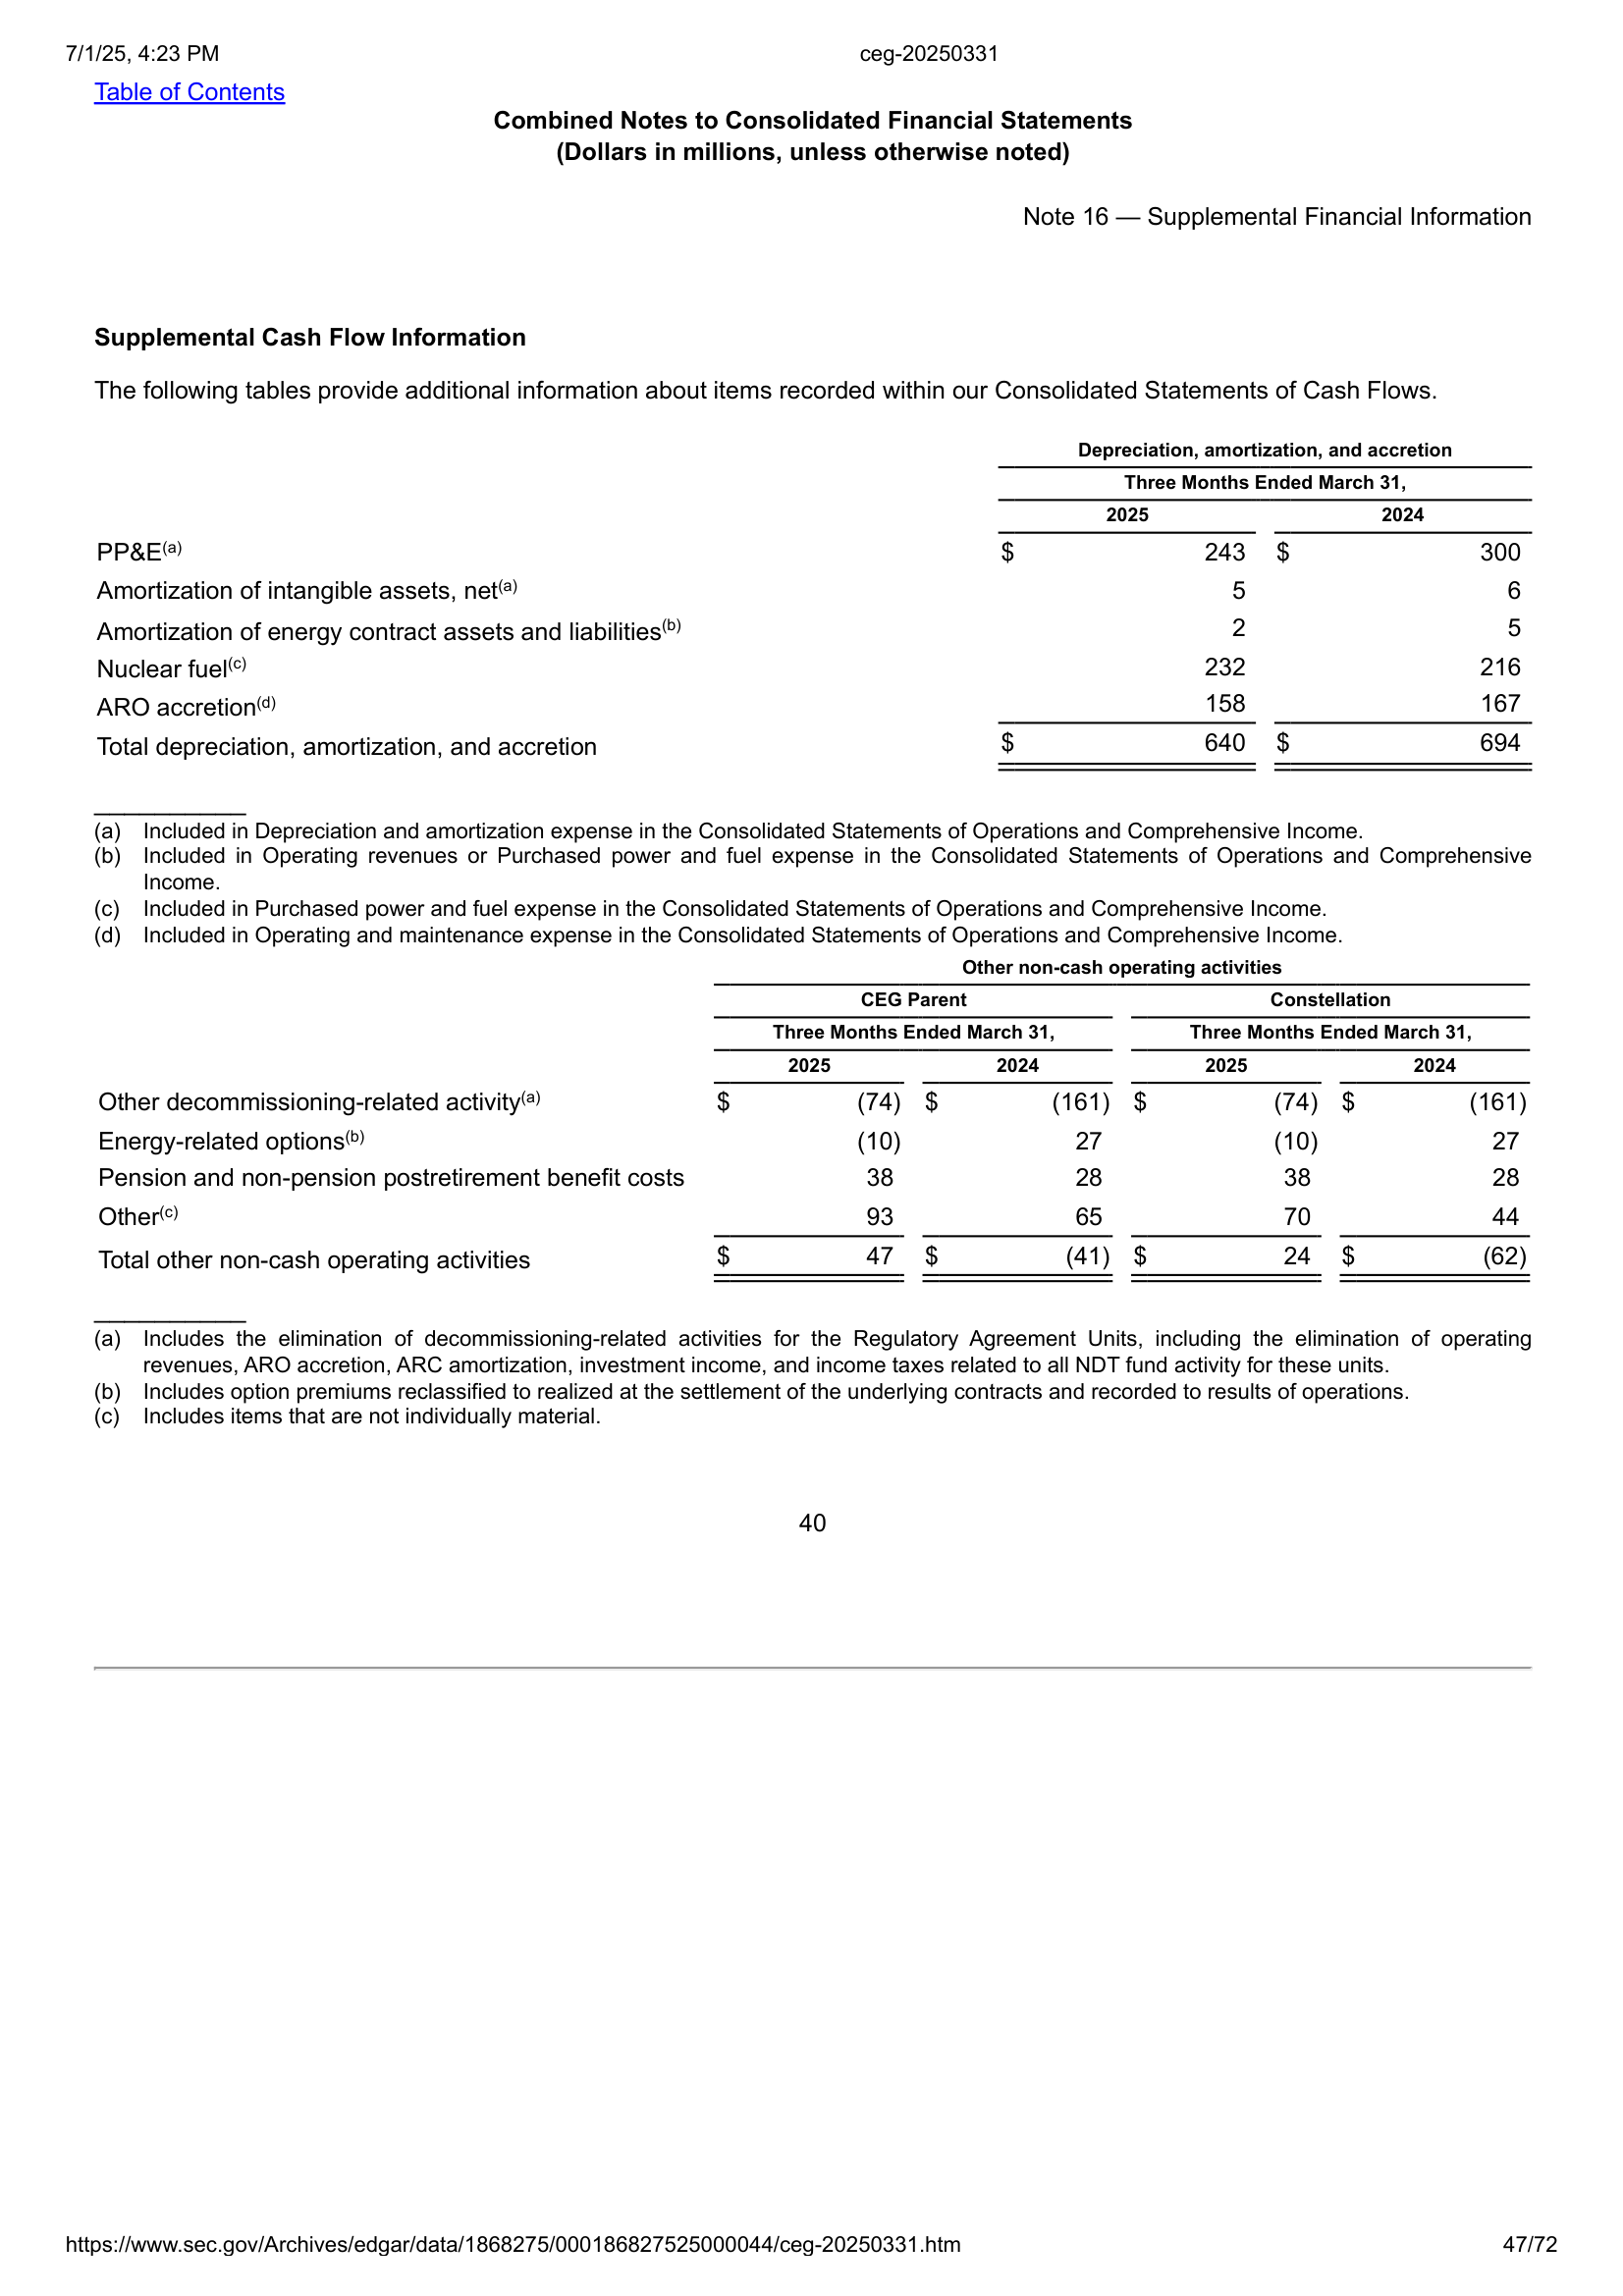 7/1/25, 4:23 PM ceg-20250331
Table of Contents
Combined Notes to Consolidated Financial Statements
(Dollars in millions, unless otherwise noted)
Note 16 — Supplemental Financial Information
Supplemental Cash Flow Information
The following tables provide additional information about items recorded within our Consolidated Statements of Cash Flows.
Depreciation, amortization, and accretion
Three Months Ended March 31,
2025 2024
PP&E(a) $ 243 $ 300
Amortization of intangible assets, net(a) 5 6
Amortization of energy contract assets and liabilities(b) 2 5
Nuclear fuel(c) 232 216
ARO accretion(d) 158 167
Total depreciation, amortization, and accretion $ 640 $ 694
__________
(a) Included in Depreciation and amortization expense in the Consolidated Statements of Operations and Comprehensive Income.
(b) Included in Operating revenues or Purchased power and fuel expense in the Consolidated Statements of Operations and Comprehensive
Income.
(c) Included in Purchased power and fuel expense in the Consolidated Statements of Operations and Comprehensive Income.
(d) Included in Operating and maintenance expense in the Consolidated Statements of Operations and Comprehensive Income.
Other non-cash operating activities
CEG Parent Constellation
Three Months Ended March 31, Three Months Ended March 31,
2025 2024 2025 2024
Other decommissioning-related activity(a) $ (74) $ (161) $ (74) $ (161)
Energy-related options(b) (10) 27 (10) 27
Pension and non-pension postretirement benefit costs 38 28 38 28
Other(c) 93 65 70 44
Total other non-cash operating activities $ 47 $ (41) $ 24 $ (62)
__________
(a) Includes the elimination of decommissioning-related activities for the Regulatory Agreement Units, including the elimination of operating
revenues, ARO accretion, ARC amortization, investment income, and income taxes related to all NDT fund activity for these units.
(b) Includes option premiums reclassified to realized at the settlement of the underlying contracts and recorded to results of operations.
(c) Includes items that are not individually material.
40
https://www.sec.gov/Archives/edgar/data/1868275/000186827525000044/ceg-20250331.htm 47/72